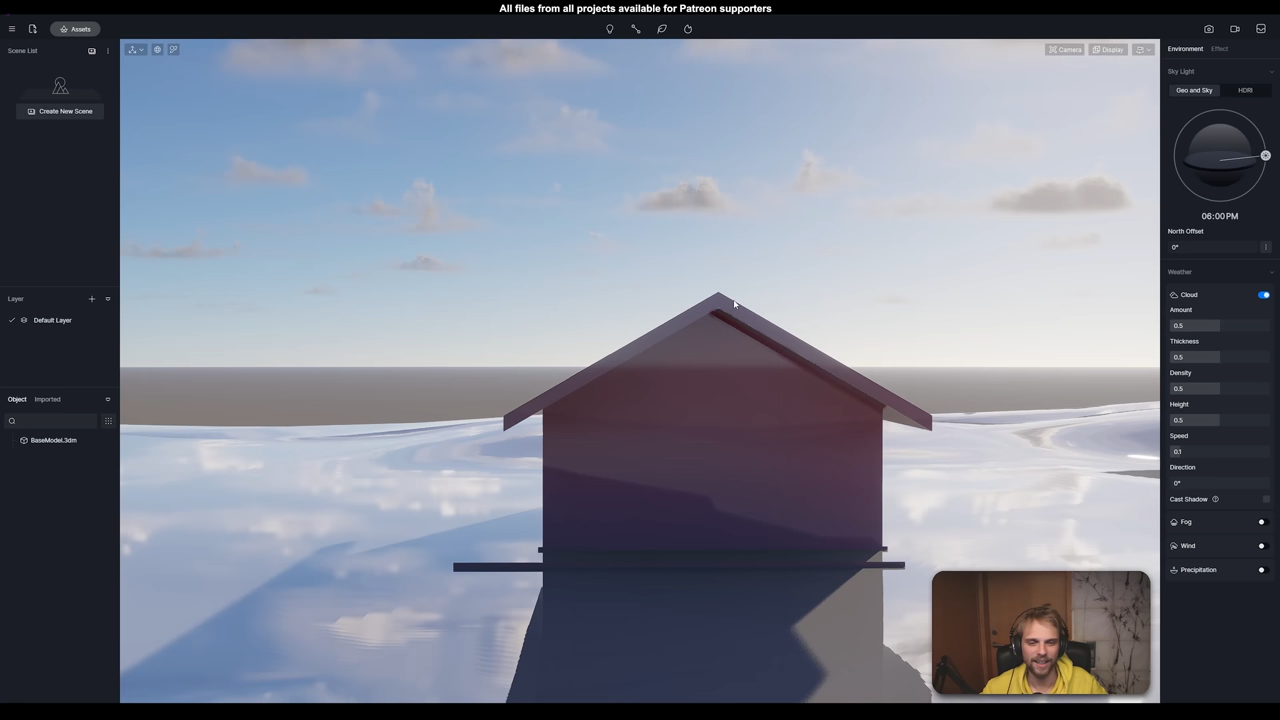 All files from all projects available for Patreon supporters
Assets
Scene List
Create New Scene
Layer
Default Layer
Object Imported
BaseModel.3dm
Camera Display
Environment Effect
Sky Light
Geo and Sky HDRI
06:00PM
North Offset
0°
Weather
Cloud
Amount
0.5
Thickness
0.5
Density
0.5
Height
0.5
Speed
0.1
Direction
0°
Cast Shadow
Fog
Wind
Precipitation